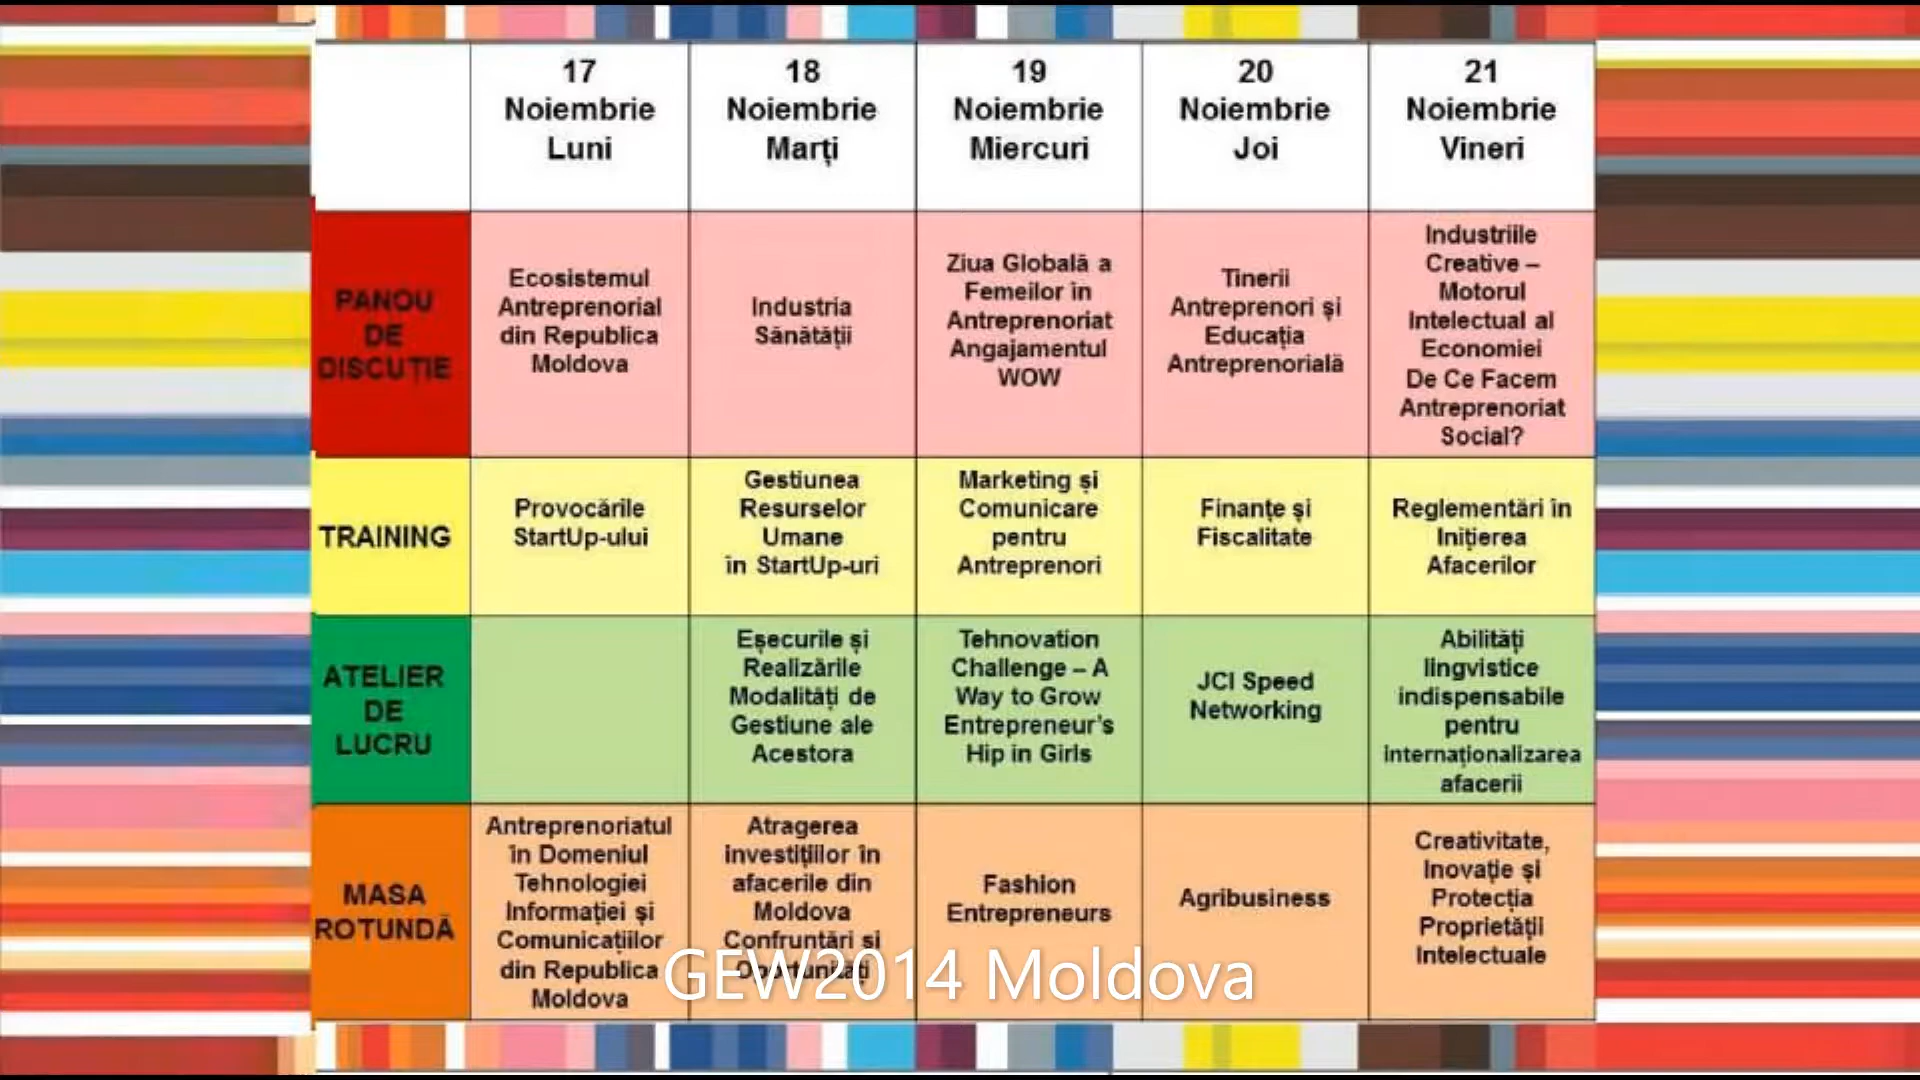 17
Noiembrie
Luni
18
Noiembrie
Marți
19
Noiembrie
Miercuri
20
Noiembrie
Joi
21
Noiembrie
Vineri
PANOU
DE
DISCUȚIE
Ecosistemul
Antreprenorial
din Republica
Moldova
Industria
Sănătății
Ziua Globală a
Femeilor în
Antreprenoriat
Angajamentul
WOW
Tinerii
Antreprenori și
Educația
Antreprenorială
Industriile
Creative –
Motorul
Intelectual al
Economiei
De Ce Facem
Antreprenoriat
Social?
TRAINING
Provocările
StartUp-ului
Gestiunea
Resurselor
Umane
în StartUp-uri
Marketing și
Comunicare
pentru
Antreprenori
Finanțe și
Fiscalitate
Reglementări în
Inițierea
Afacerilor
ATELIER
DE
LUCRU
Eșecurile și
Realizările
Modalități de
Gestiune ale
Acestora
Tehnovation
Challenge – A
Way to Grow
Entrepreneur's
Hip in Girls
JCI Speed
Networking
Abilități
lingvistice
indispensabile
pentru
internaționalizarea
afacerii
MASA
ROTUNDĂ
Antreprenoriatul
în Domeniul
Tehnologiei
Informației și
Comunicațiilor
din Republica
Moldova
Atragerea
investițiilor în
afacerile din
Moldova
Confruntări și
Oportunități
Fashion
Entrepreneurs
Agribusiness
Creativitate,
Inovație și
Protecția
Proprietății
Intelectuale
GEW2014 Moldova